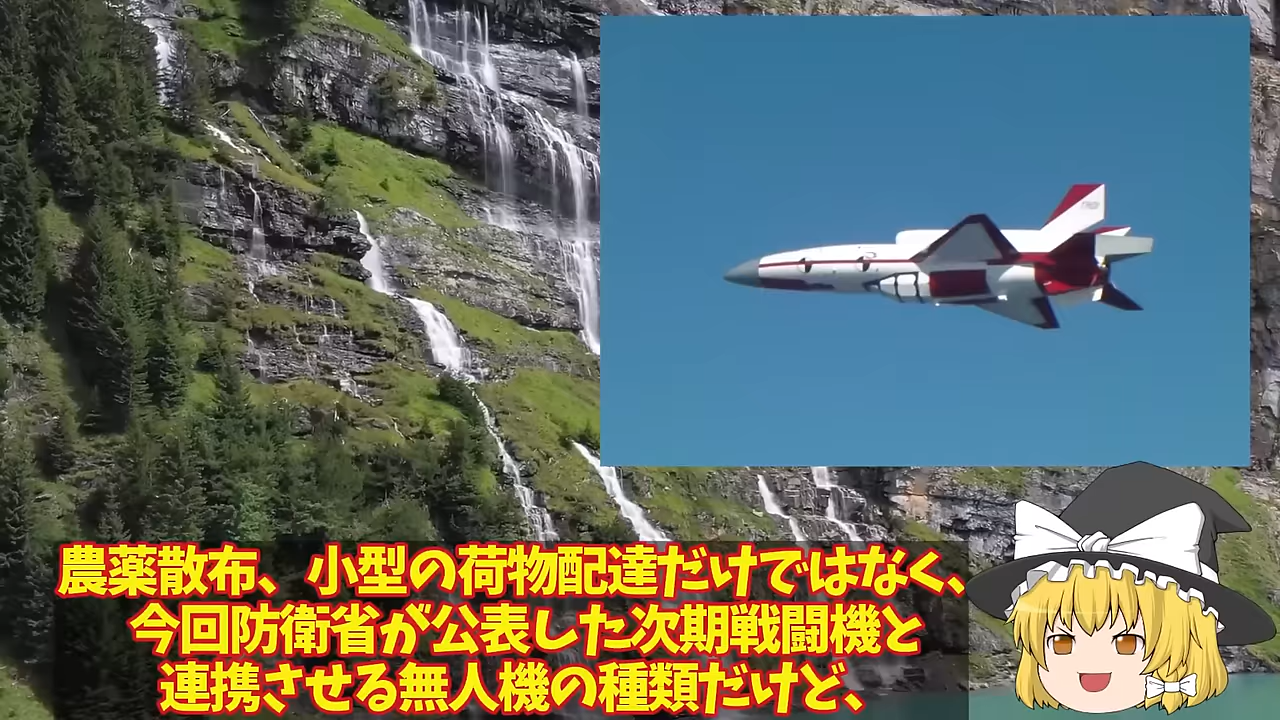 農薬散布、小型の荷物配達だけではなく、
今回防衛省が公表した次期戦闘機と
連携させる無人機の種類だけど、